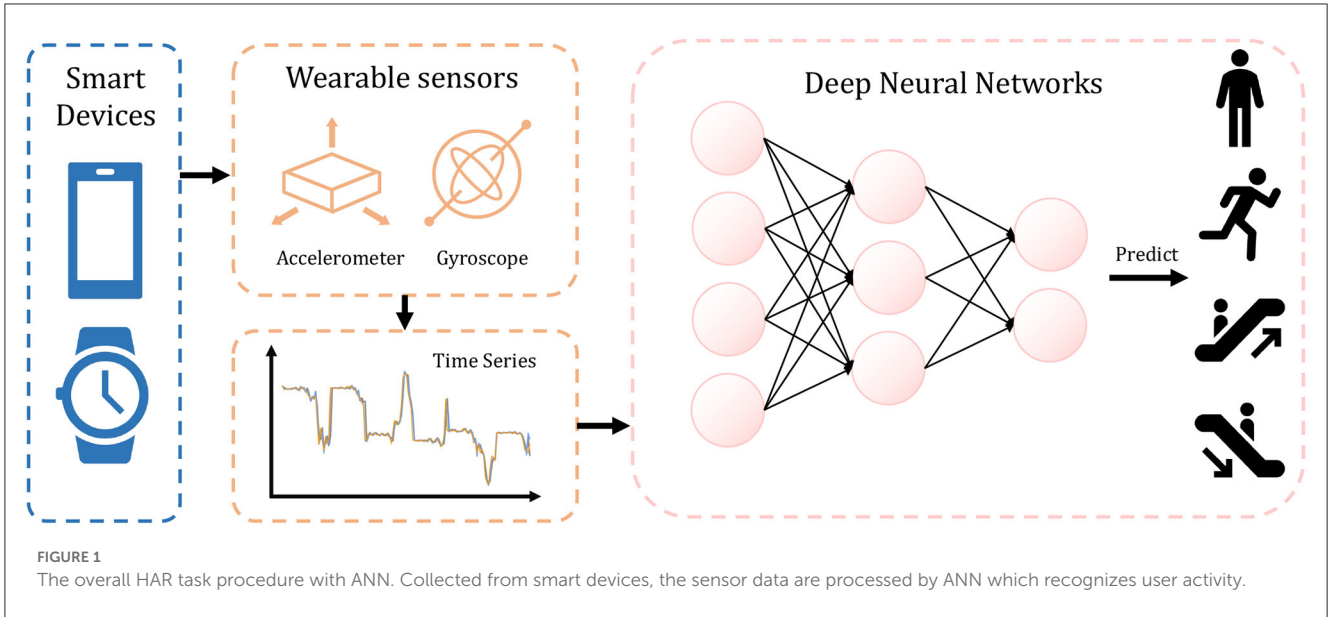 Smart
Devices
Wearable sensors
Accelerometer
Gyroscope
Time Series
Deep Neural Networks
Predict
FIGURE 1
The overall HAR task procedure with ANN. Collected from smart devices, the sensor data are processed by ANN which recognizes user activity.